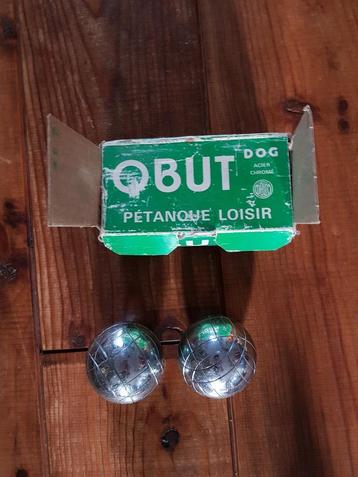 OBUT
DOG
ACIER
CHROMÉ
PÉTANQUE LOISIR